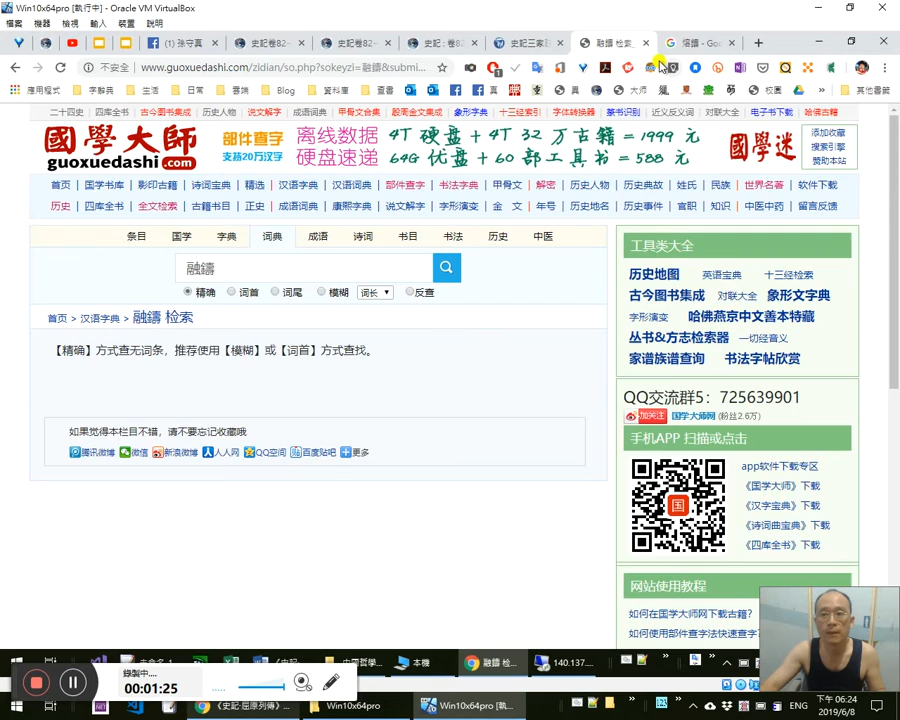 Win10x64pro [執行中] - Oracle VM VirtualBox
檔案 機器 檢視 輸入 裝置 說明
(1) 孫守真
史記卷82~
史記卷82~
史記:卷82
史記三家註
融鑄 檢索_
熔鑄 - Goo
不安全 www.guoxuedashi.com/zidian/so.php?sokeyzi=融鑄&submi...
應用程式 字辭典 生活 日常 雲端 Blog 資料庫 查書 真 大師 校園 其他書籤
二十四史 四库全书 古今图书集成 历史人物 说文解字 成语词典 甲骨文合集 殷周金文集成 象形字典 十三经索引 字体转换器 篆书识别 近义反义词 对联大全 电子书下载 哈佛古籍
國學大師
guoxuedashi.com
部件查字
支持20万汉字
离线数据 4T 硬盘 + 4T 32 万古籍 = 1999 元
硬盘速递 64G 优盘 + 60 部工具书 = 588 元
國學迷
添加收藏
搜索引擎
赞助本站
首页 | 国学书库 | 影印古籍 | 诗词宝典 | 精选 | 汉语字典 | 汉语词典 | 部件查字 | 书法字典 | 甲骨文 | 解密 | 历史人物 | 历史典故 | 姓氏 | 民族 | 世界名著 | 软件下载
历史 | 四库全书 | 全文检索 | 古籍书目 | 正史 | 成语词典 | 康熙字典 | 说文解字 | 字形演变 | 金 文 | 年号 | 历史地名 | 历史事件 | 官职 | 知识 | 中医中药 | 留言反馈
条目 国学 字典 词典 成语 诗词 书目 书法 历史 中医
融鑄
精确 词首 词尾 模糊 词长 反查
首页 > 汉语字典 > 融鑄 检索
【精确】方式查无词条，推荐使用【模糊】或【词首】方式查找。
如果觉得本栏目不错，请不要忘记收藏哦
腾讯微博 微信 新浪微博 人人网 QQ空间 百度贴吧 更多
工具类大全
历史地图 英语宝典 十三经检索
古今图书集成 对联大全 象形文字典
字形演变 哈佛燕京中文善本特藏
丛书&方志检索器 一切经音义
家谱族谱查询 书法字帖欣赏
QQ交流群5：725639901
加关注 国学大师网 (粉丝2.6万)
手机APP 扫描或点击
国
app软件下载专区
《国学大师》下载
《汉字宝典》下载
《诗词曲宝典》下载
《四库全书》下载
网站使用教程
如何在国学大师网下载古籍?
如何使用部件查字法快速查字?
本機
融鑄 檢...
140.137....
錄製中....
00:01:25
《史記·屈原列傳》...
Win10x64pro
Win10x64pro [執...
ENG
下午 06:24
2019/6/8